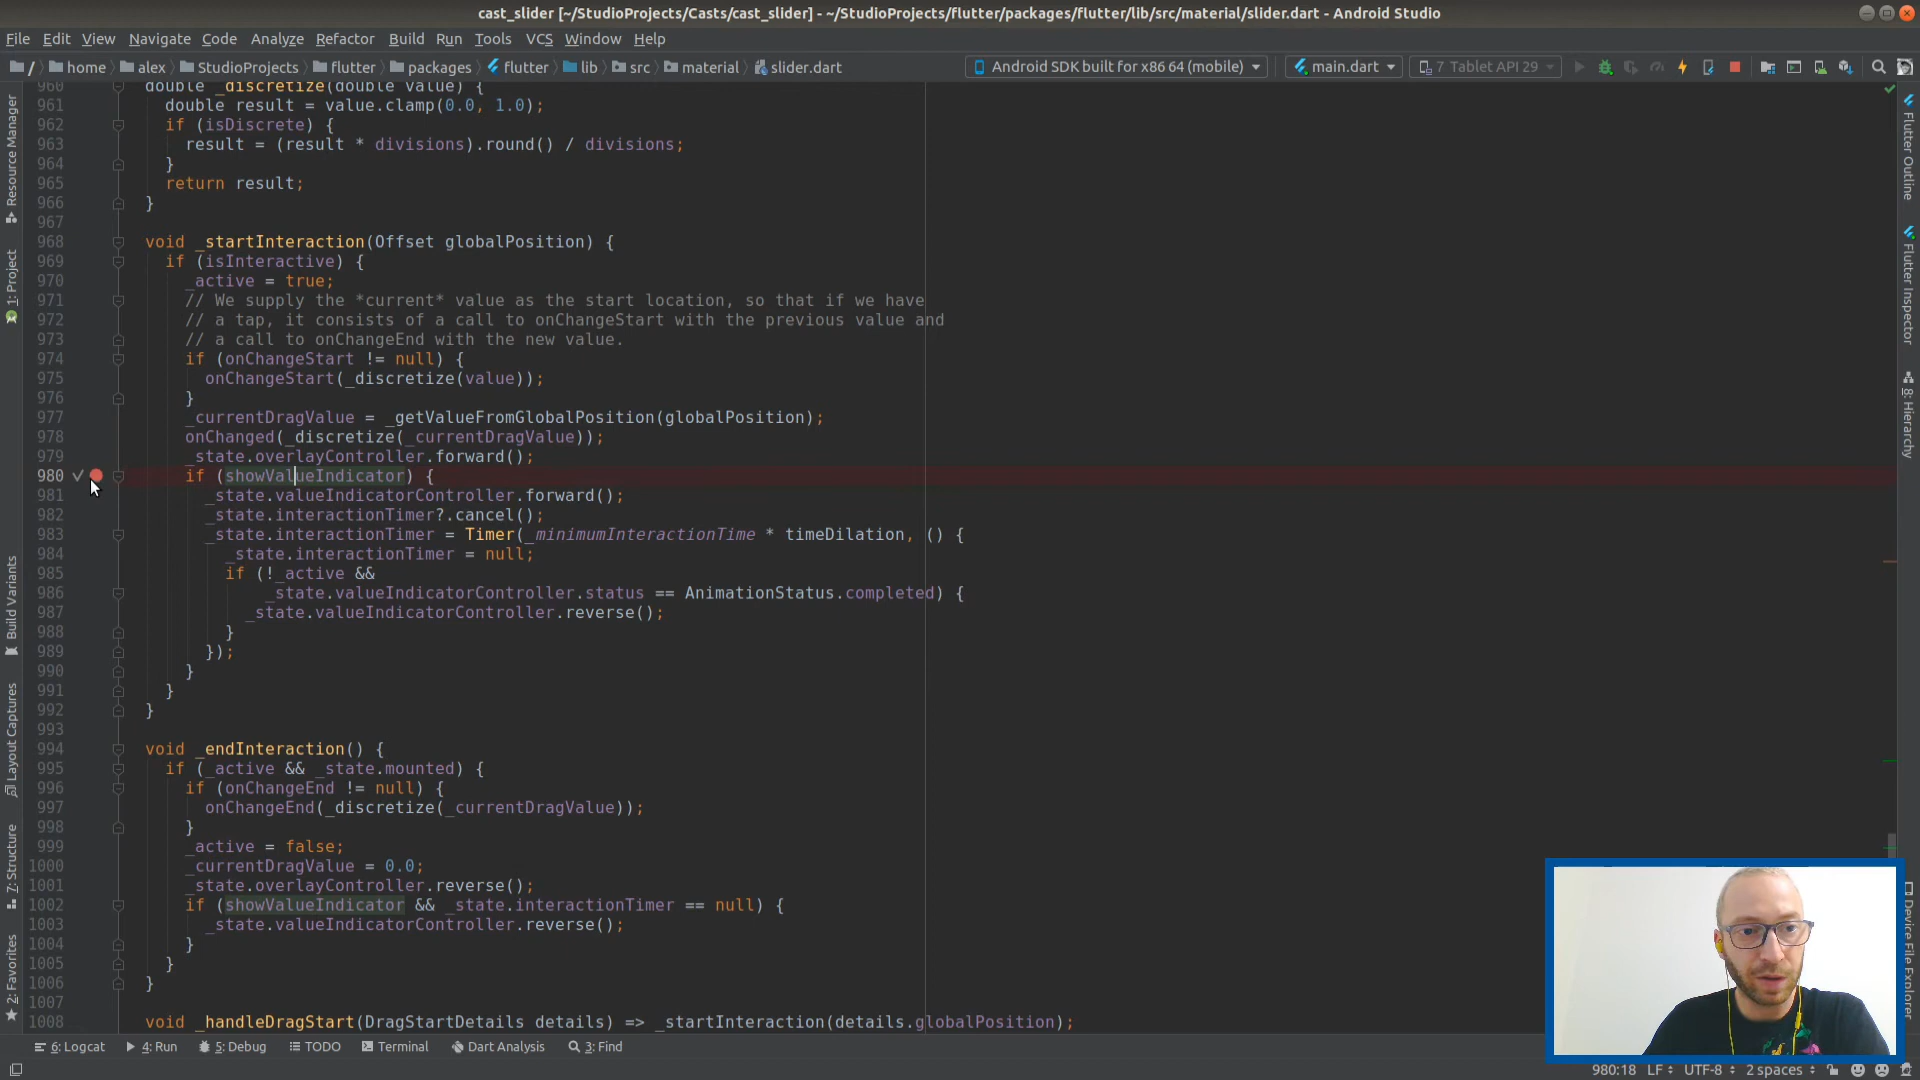 cast_slider [~/StudioProjects/Casts/cast_slider] - ~/StudioProjects/flutter/packages/flutter/lib/src/material/slider.dart - Android Studio
File Edit View Navigate Code Analyze Refactor Build Run Tools VCS Window Help
/ home alex StudioProjects flutter packages flutter lib src material slider.dart Android SDK built for x86 64 (mobile) main.dart 7 Tablet API 29
960 double _discretize(double value) {
961 double result = value.clamp(0.0, 1.0);
962 if (isDiscrete) {
963 result = (result * divisions).round() / divisions;
964 }
965 return result;
966 }
967
968 void _startInteraction(Offset globalPosition) {
969 if (isInteractive) {
970 _active = true;
971 // We supply the *current* value as the start location, so that if we have
972 // a tap, it consists of a call to onChangeStart with the previous value and
973 // a call to onChangeEnd with the new value.
974 if (onChangeStart != null) {
975 onChangeStart(_discretize(value));
976 }
977 _currentDragValue = _getValueFromGlobalPosition(globalPosition);
978 onChanged(_discretize(_currentDragValue));
979 _state.overlayController.forward();
980 if (showValueIndicator) {
981 _state.valueIndicatorController.forward();
982 _state.interactionTimer?.cancel();
983 _state.interactionTimer = Timer(_minimumInteractionTime * timeDilation, () {
984 _state.interactionTimer = null;
985 if (!_active &&
986 _state.valueIndicatorController.status == AnimationStatus.completed) {
987 _state.valueIndicatorController.reverse();
988 }
989 });
990 }
991 }
992 }
993
994 void _endInteraction() {
995 if (_active && _state.mounted) {
996 if (onChangeEnd != null) {
997 onChangeEnd(_discretize(_currentDragValue));
998 }
999 _active = false;
1000 _currentDragValue = 0.0;
1001 _state.overlayController.reverse();
1002 if (showValueIndicator && _state.interactionTimer == null) {
1003 _state.valueIndicatorController.reverse();
1004 }
1005 }
1006 }
1007
1008 void _handleDragStart(DragStartDetails details) => _startInteraction(details.globalPosition);
Resource Manager
1: Project
Build Variants
Layout Captures
7: Structure
2: Favorites
Flutter Outline
Flutter Inspector
8: Hierarchy
Device File Explorer
6: Logcat 4: Run 5: Debug TODO Terminal Dart Analysis 3: Find
980:18 LF UTF-8 2 spaces